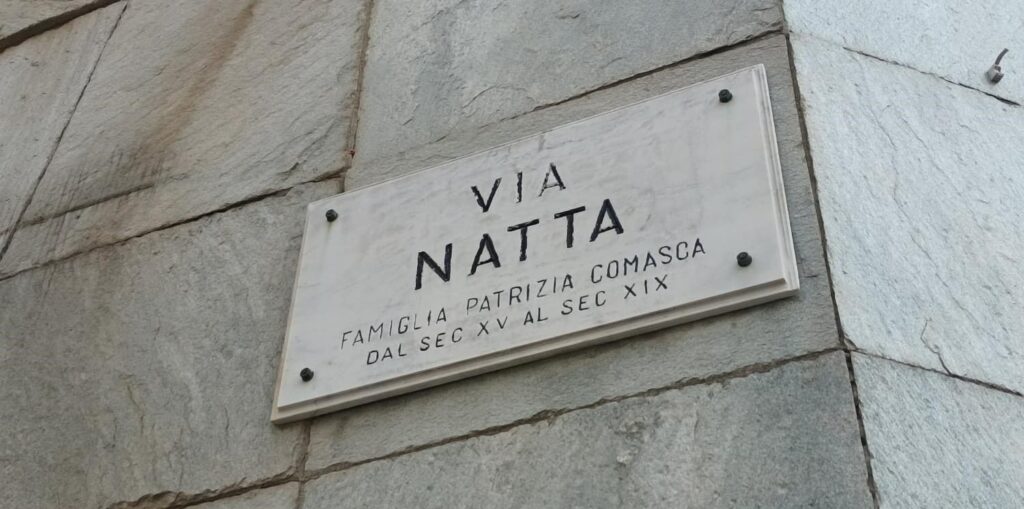 VIA
NATTA
FAMIGLIA PATRIZIA COMASCA
DAL SEC XV AL SEC XIX